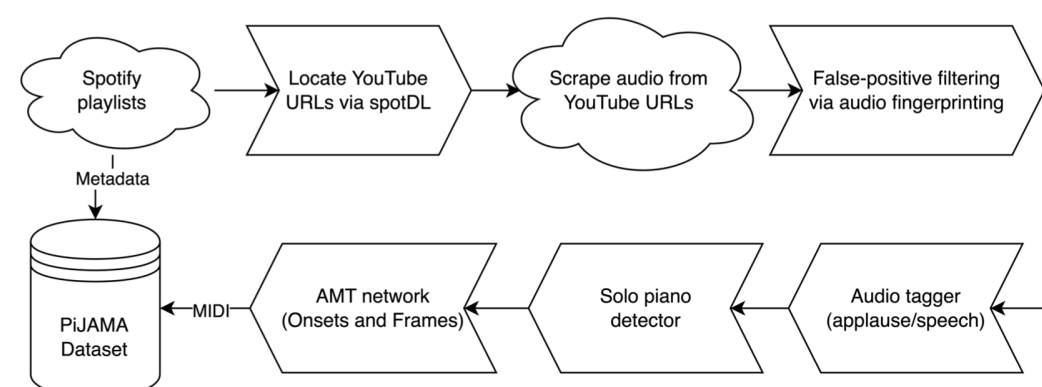 Spotify
playlists
Locate YouTube
URLs via spotDL
Scrape audio from
YouTube URLs
False-positive filtering
via audio fingerprinting
Metadata
PiJAMA
Dataset
MIDI
AMT network
(Onsets and Frames)
Solo piano
detector
Audio tagger
(applause/speech)